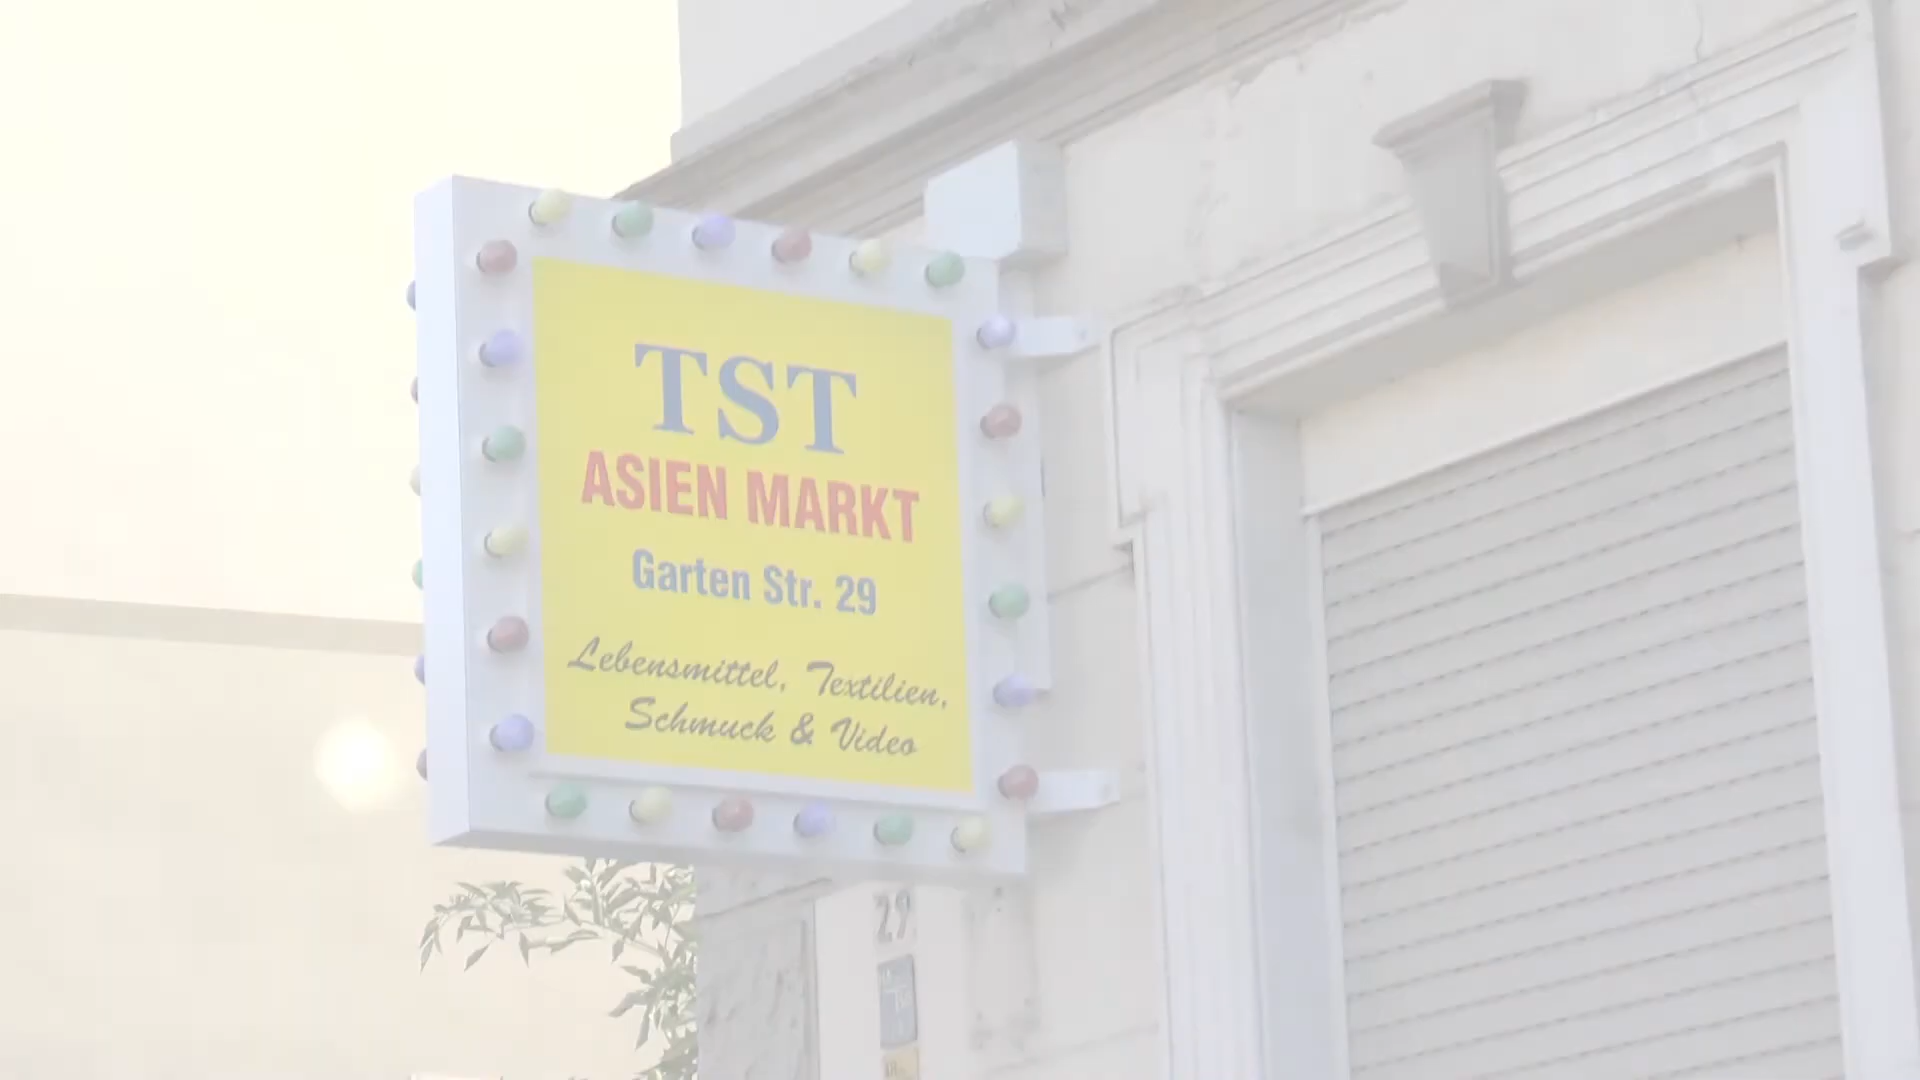 TST
ASIEN MARKT
Garten Str. 29
Lebensmittel, Textilien,
Schmuck & Video
29